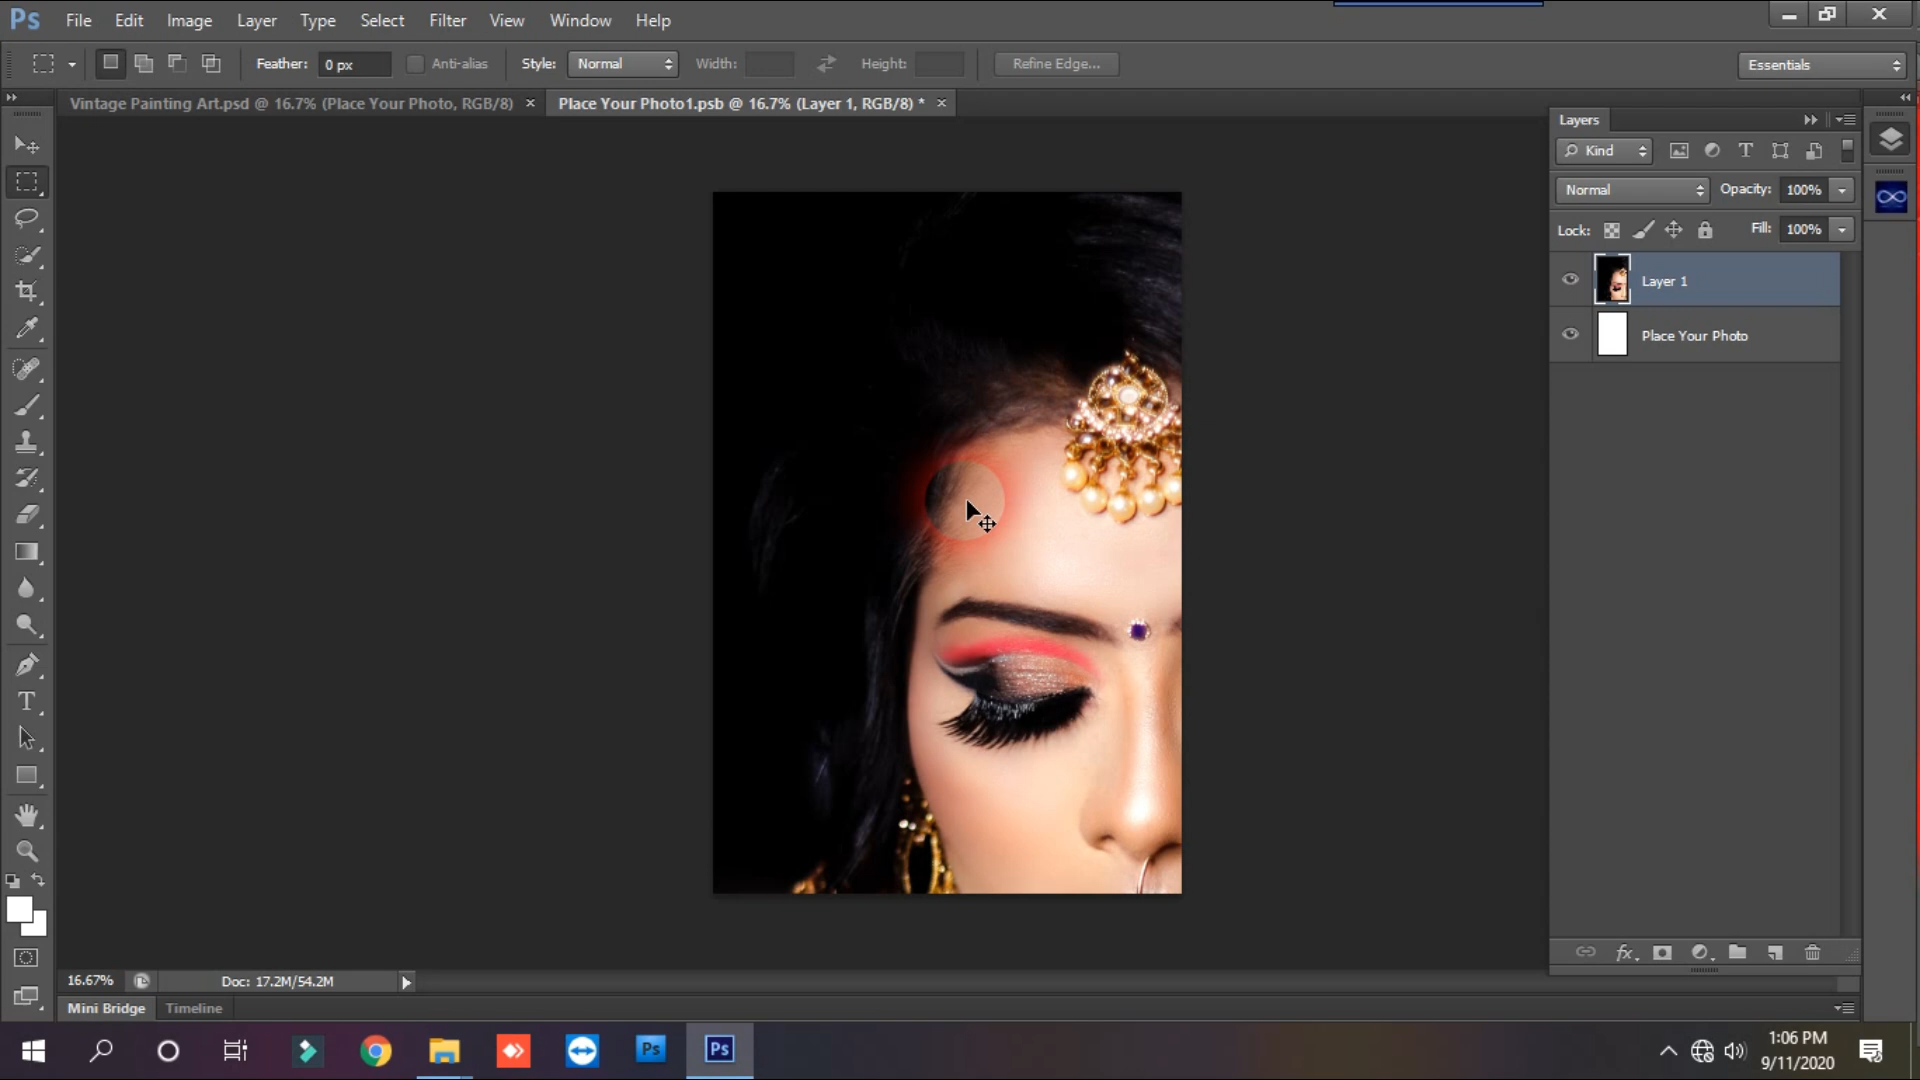 Ps File Edit Image Layer Type Select Filter View Window Help
Feather: 0 px Anti-alias Style: Normal Width: Height: Refine Edge... Essentials
Vintage Painting Art.psd @ 16.7% (Place Your Photo, RGB/8) × Place Your Photo1.psb @ 16.7% (Layer 1, RGB/8) * ×
Layers
Kind
Normal Opacity: 100%
Lock: Fill: 100%
Layer 1
Place Your Photo
16.67% Doc: 17.2M/54.2M
Mini Bridge Timeline
Ps Ps
1:06 PM
9/11/2020